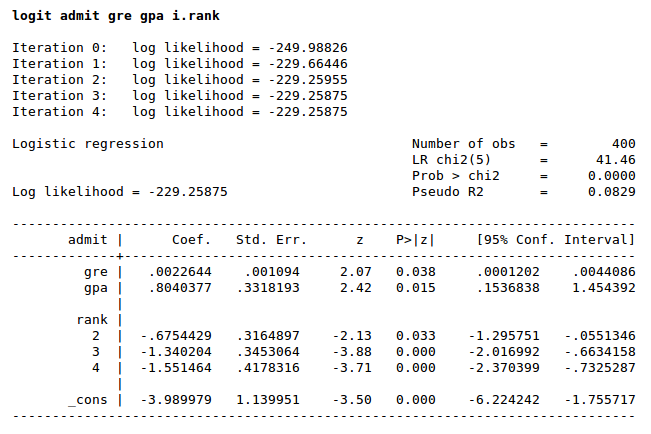 logit admit gre gpa i.rank
Iteration 0:   log likelihood = -249.98826
Iteration 1:   log likelihood = -229.66446
Iteration 2:   log likelihood = -229.25955
Iteration 3:   log likelihood = -229.25875
Iteration 4:   log likelihood = -229.25875
Logistic regression                               Number of obs   =        400
                                                  LR chi2(5)      =      41.46
                                                  Prob > chi2     =     0.0000
Log likelihood = -229.25875                       Pseudo R2       =     0.0829
------------------------------------------------------------------------------
       admit |      Coef.   Std. Err.      z    P>|z|     [95% Conf. Interval]
-------------+----------------------------------------------------------------
         gre |   .0022644   .001094     2.07   0.038     .0001202    .0044086
         gpa |   .8040377   .3318193    2.42   0.015     .1536838    1.454392
             |
        rank |
          2  |  -.6754429   .3164897   -2.13   0.033    -1.295751   -.0551346
          3  |  -1.340204   .3453064   -3.88   0.000    -2.016992   -.6634158
          4  |  -1.551464   .4178316   -3.71   0.000    -2.370399   -.7325287
             |
       _cons |  -3.989979   1.139951   -3.50   0.000    -6.224242   -1.755717
------------------------------------------------------------------------------